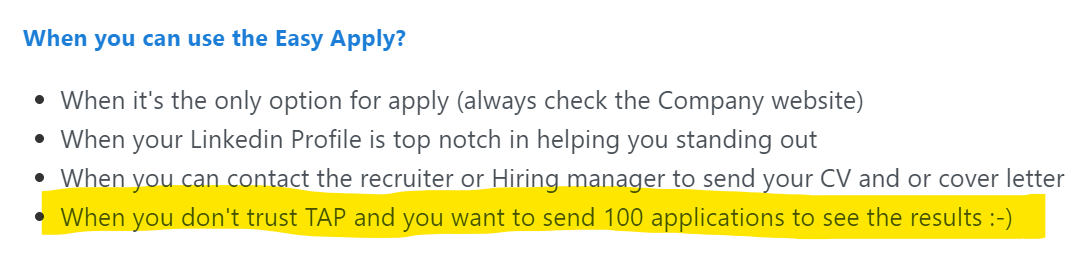 When you can use the Easy Apply?
• When it's the only option for apply (always check the Company website)
• When your Linkedin Profile is top notch in helping you standing out
• When you can contact the recruiter or Hiring manager to send your CV and or cover letter
• When you don't trust TAP and you want to send 100 applications to see the results :-)